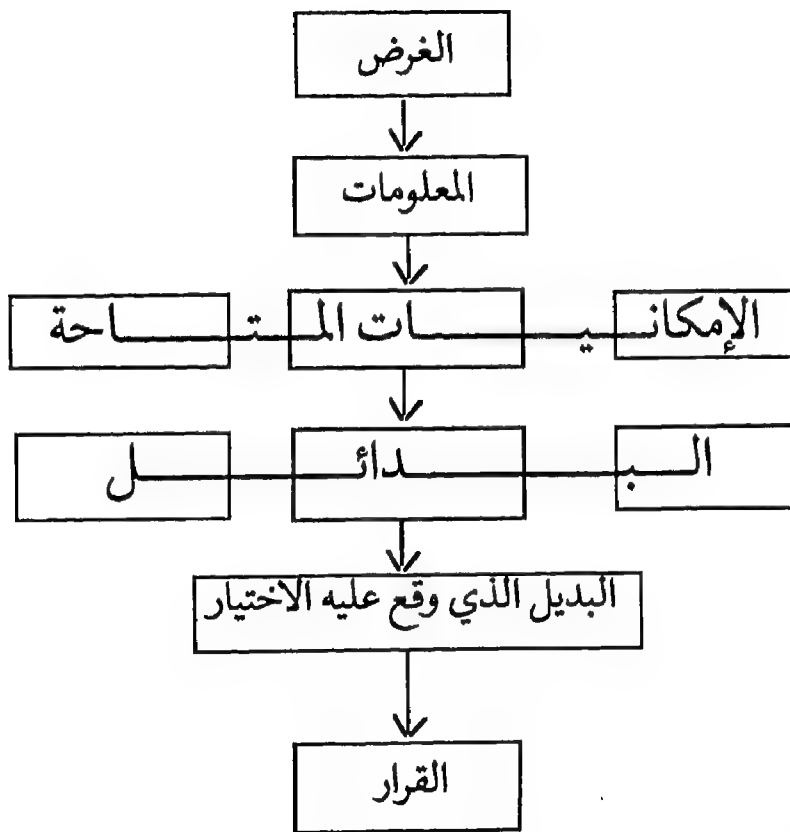 الغرض
المعلومات
الإمكانيات المتاحة
البدائل
البديل الذي وقع عليه الاختيار
القرار